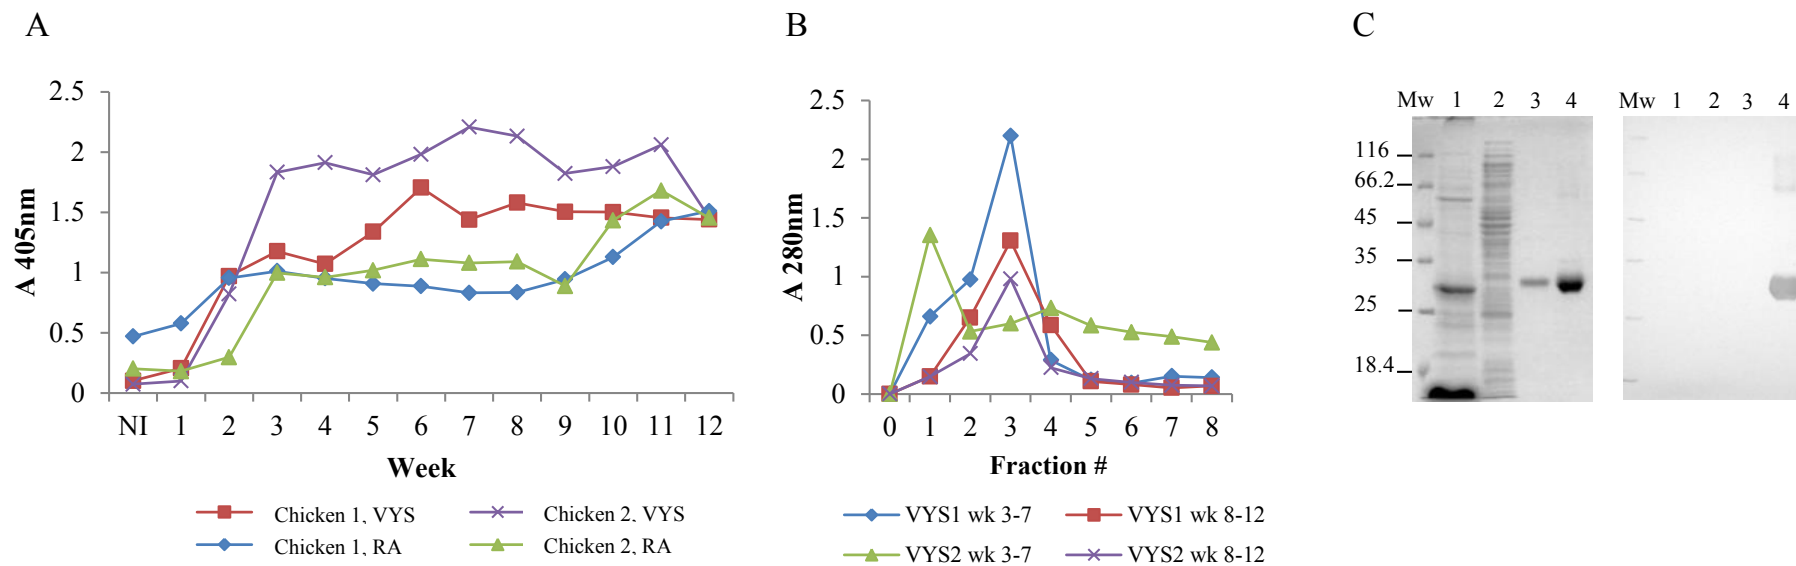 A
2.5
2
1.5
1
0.5
0
A 405nm
NI 1 2 3 4 5 6 7 8 9 10 11 12
Week
Chicken 1, VYS
Chicken 2, VYS
Chicken 1, RA
Chicken 2, RA
B
2.5
2
1.5
1
0.5
0
A 280nm
0 1 2 3 4 5 6 7 8
Fraction #
VYS1 wk 3-7
VYS1 wk 8-12
VYS2 wk 3-7
VYS2 wk 8-12
C
Mw 1 2 3 4
116
66.2
45
35
25
18.4
Mw 1 2 3 4